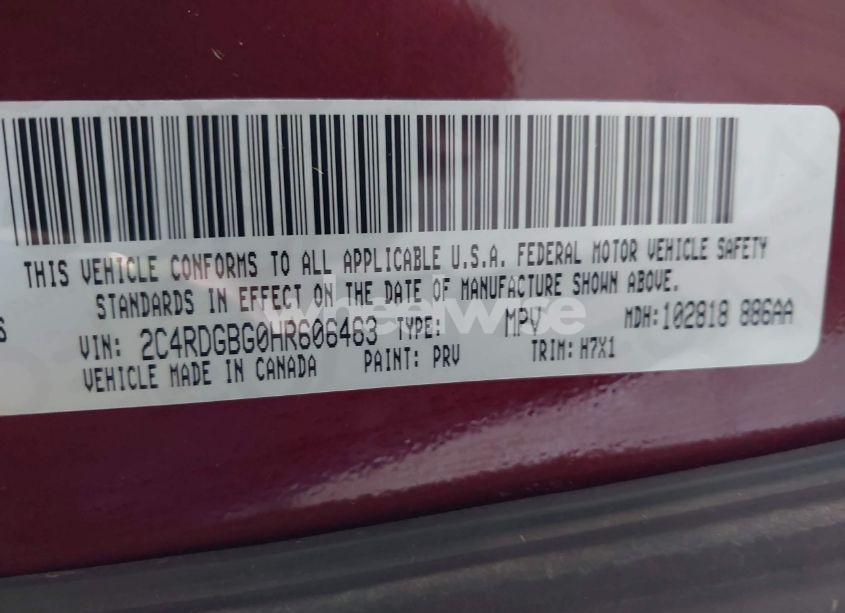 THIS VEHICLE CONFORMS TO ALL APPLICABLE U.S.A. FEDERAL MOTOR VEHICLE SAFETY
STANDARDS IN EFFECT ON THE DATE OF MANUFACTURE SHOWN ABOVE.
S VIN: 2C4RDGBG0HR606463 TYPE: MPV MDH:102818 886AA
VEHICLE MADE IN CANADA PAINT: PRV TRIM: H7X1
wheelwise